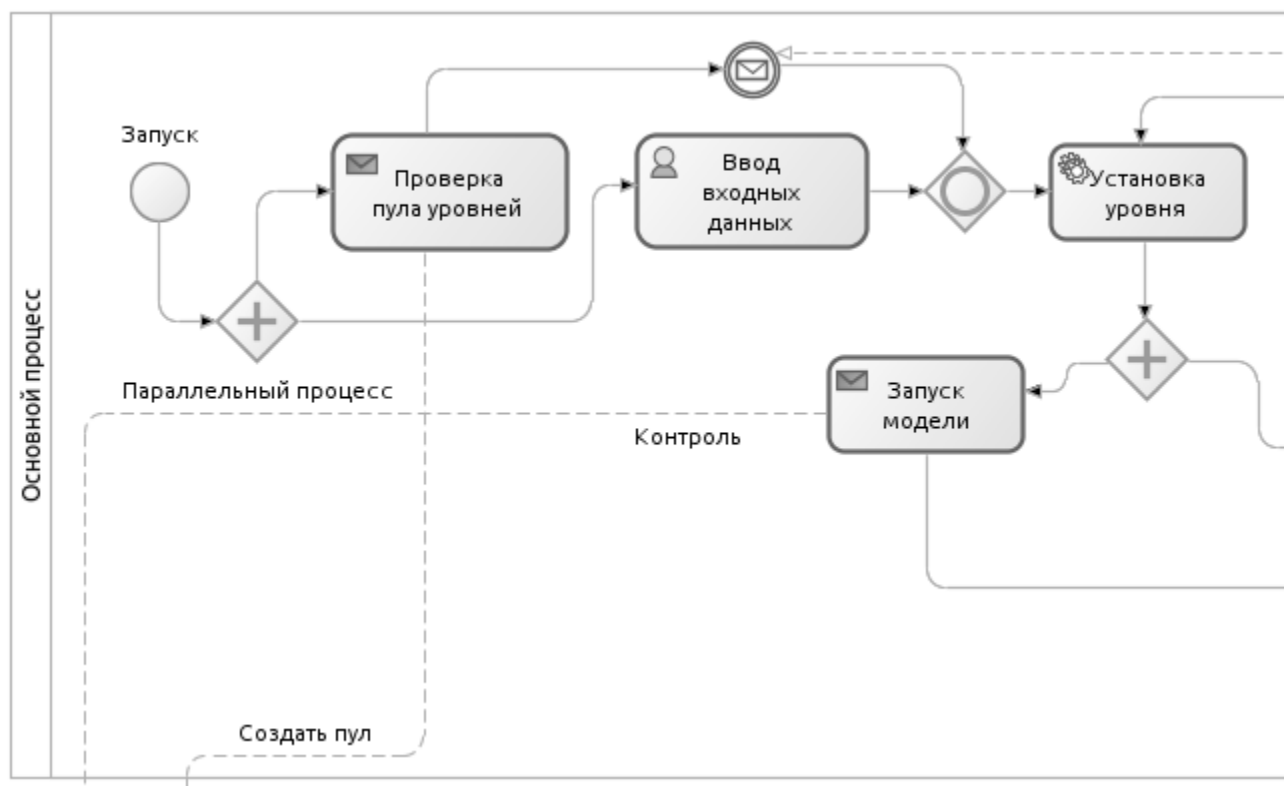 Запуск
Проверка
пула уровней
Ввод
входных
данных
Установка
уровня
Основной процесс
Параллельный процесс
Запуск
модели
Контроль
Создать пул